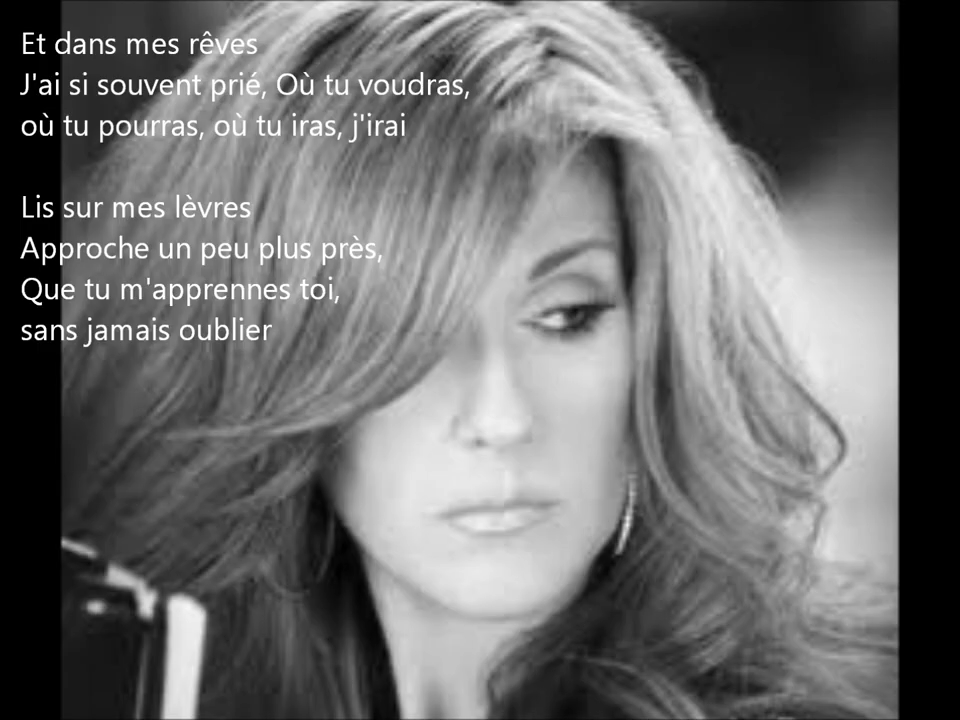 Et dans mes rêves
J'ai si souvent prié, Où tu voudras,
où tu pourras, où tu iras, j'irai
Lis sur mes lèvres
Approche un peu plus près,
Que tu m'apprennes toi,
sans jamais oublier